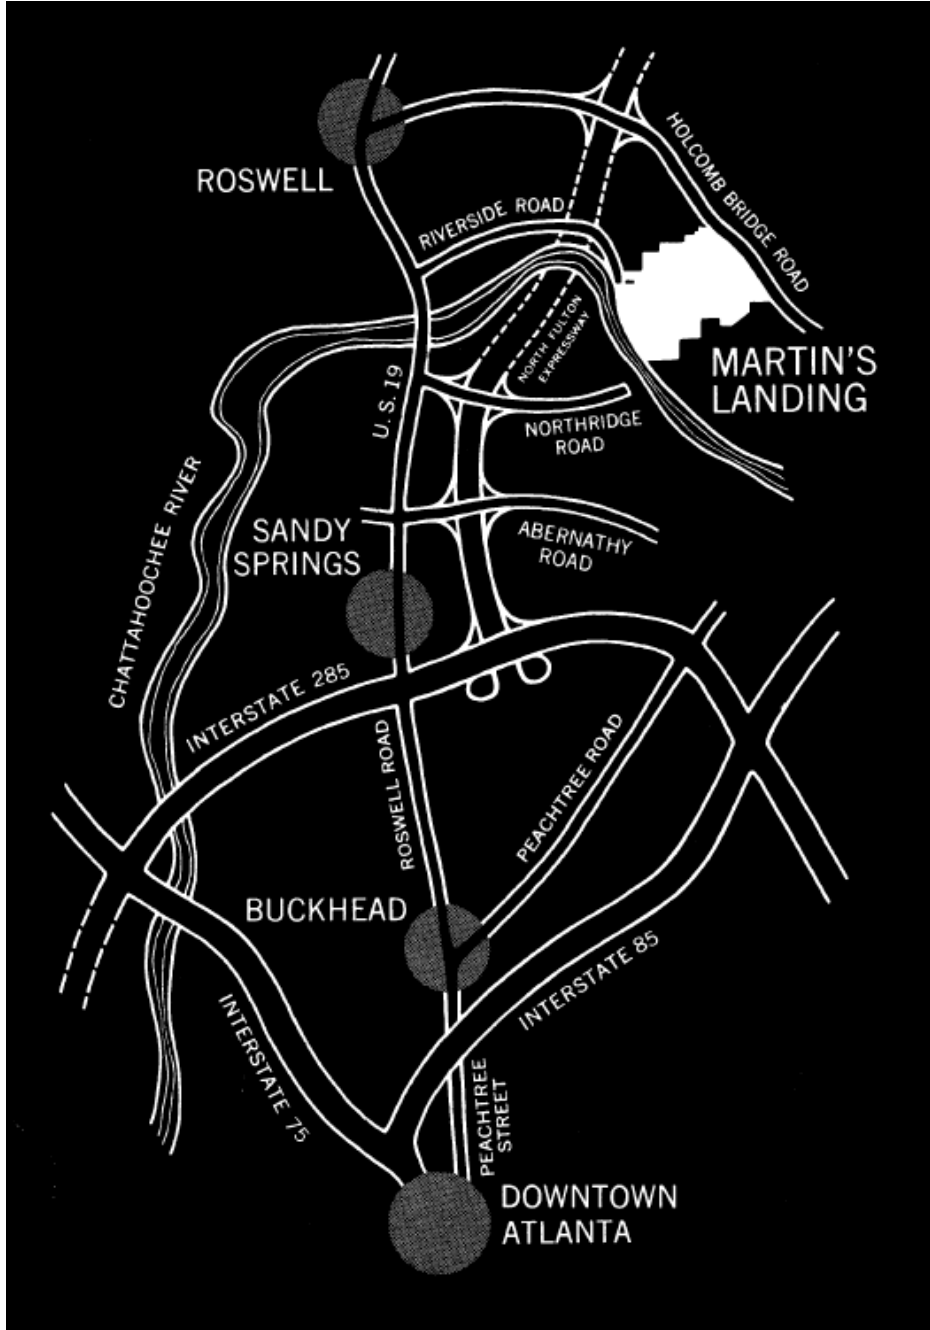 ROSWELL
HOLCOMB BRIDGE ROAD
RIVERSIDE ROAD
NORTH FULTON
EXPRESSWAY
MARTIN'S
LANDING
U.S.19
NORTHRIDGE
ROAD
CHATTAHOOCHEE RIVER
SANDY
SPRINGS
ABERNATHY
ROAD
INTERSTATE 285
ROSWELL ROAD
PEACHTREE ROAD
BUCKHEAD
INTERSTATE 85
INTERSTATE 75
PEACHTREE
STREET
DOWNTOWN
ATLANTA